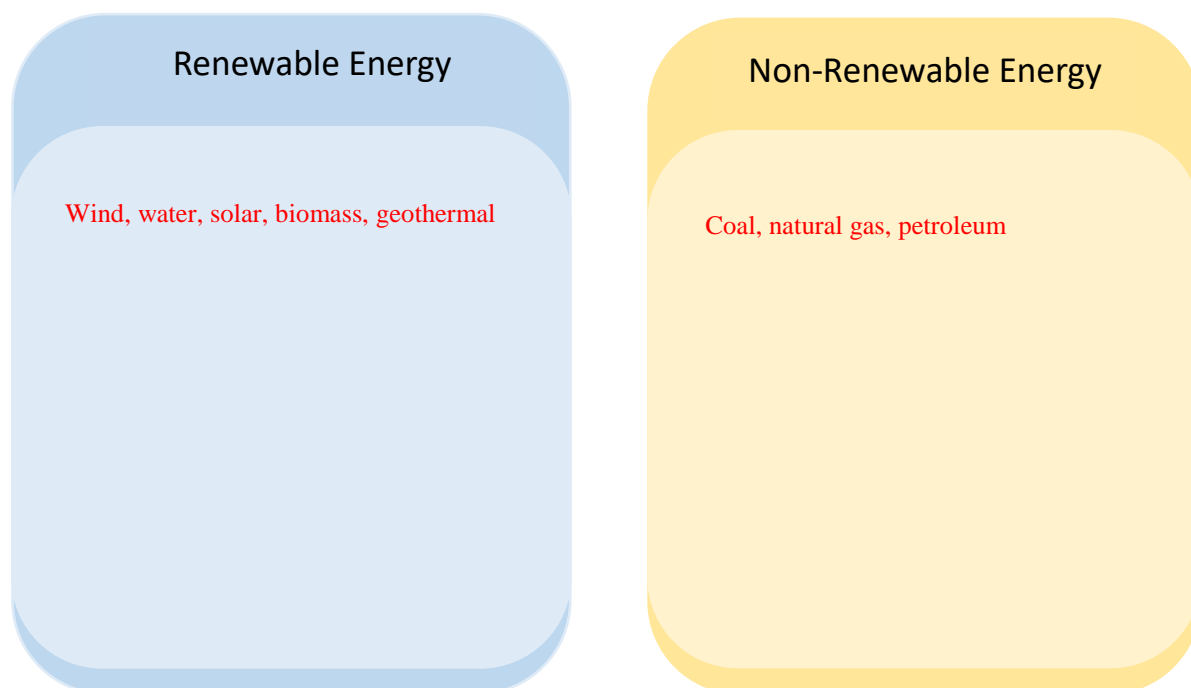 Renewable Energy
Wind, water, solar, biomass, geothermal
Non-Renewable Energy
Coal, natural gas, petroleum